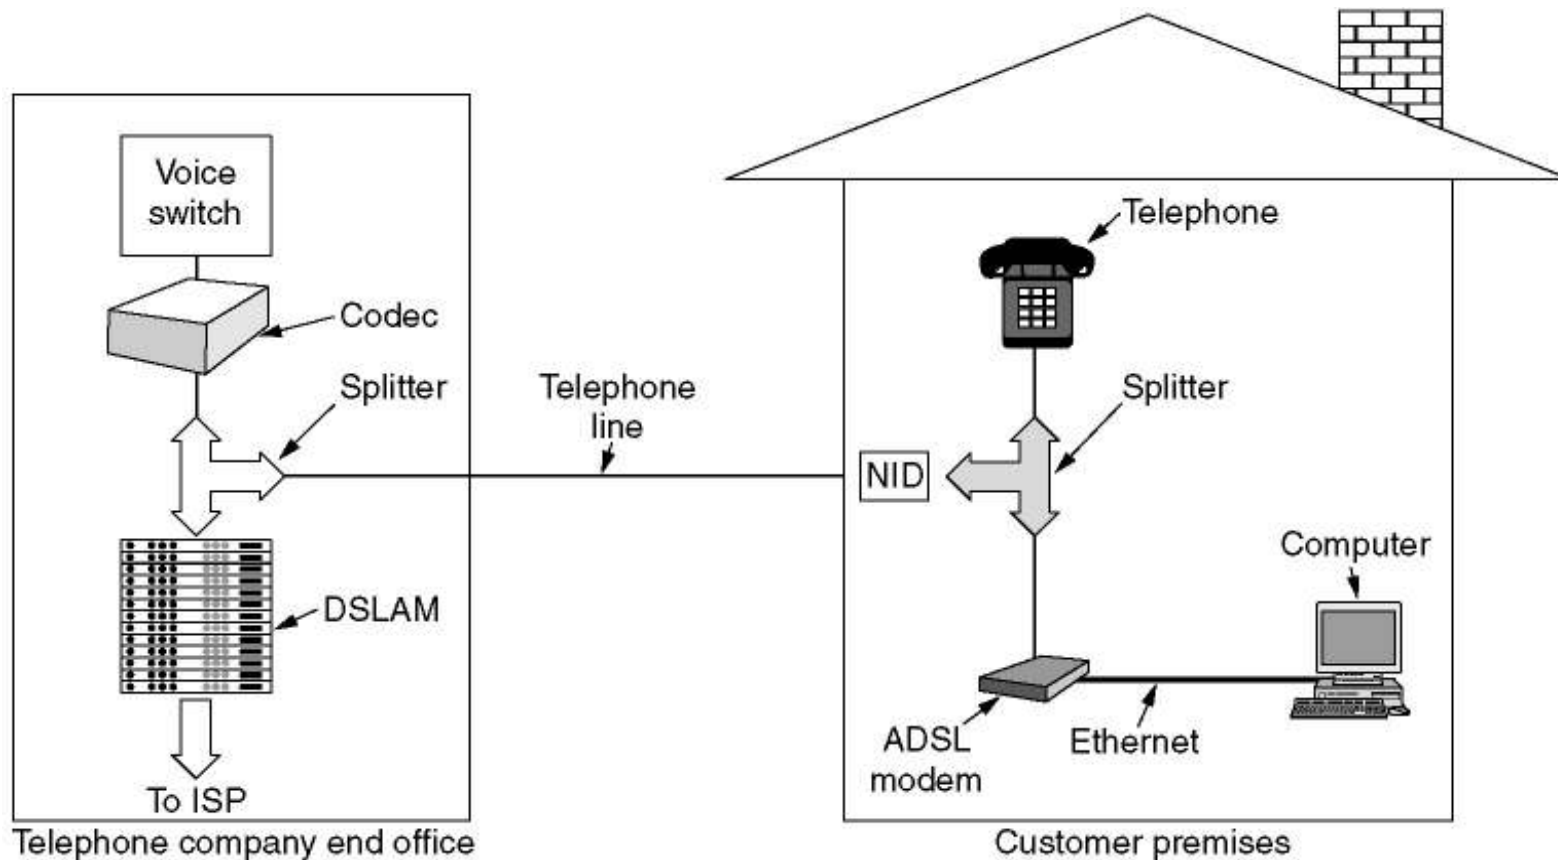 Voice
switch
Codec
Splitter
DSLAM
To ISP
Telephone company end office
Telephone
line
Telephone
Splitter
NID
Computer
ADSL
modem
Ethernet
Customer premises